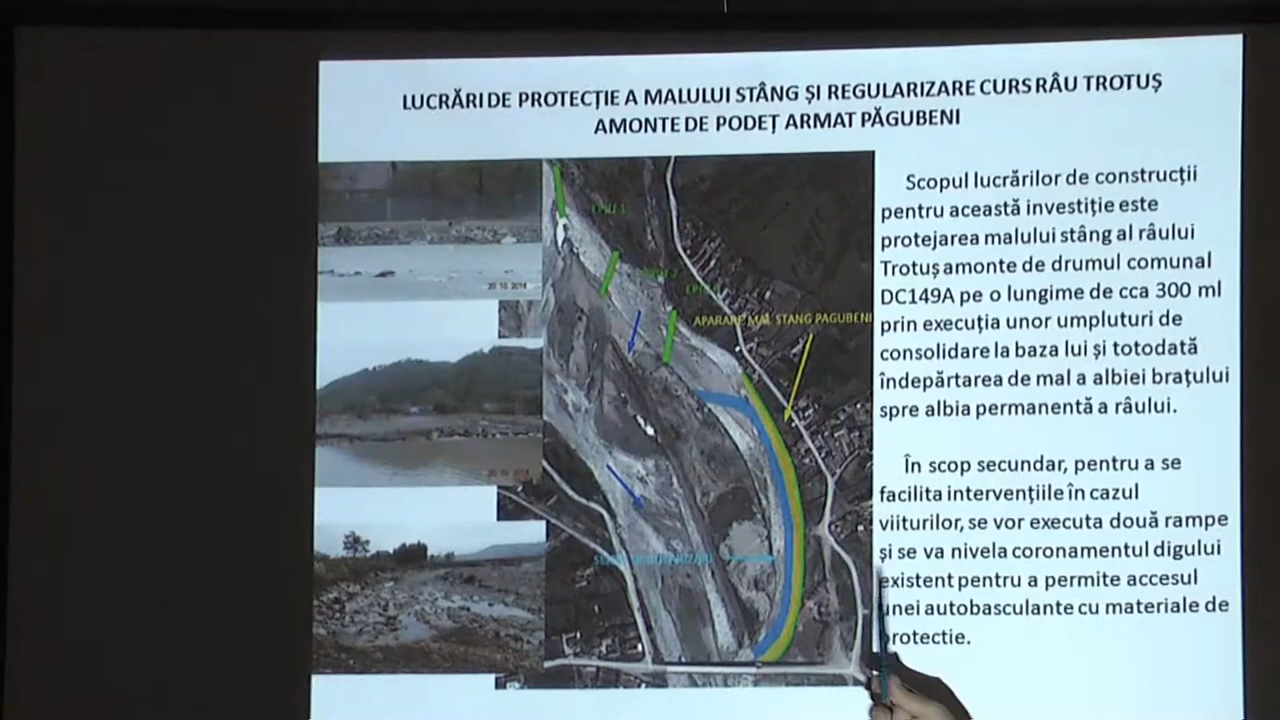 LUCRĂRI DE PROTECȚIE A MALULUI STÂNG ȘI REGULARIZARE CURS RÂU TROTUȘ
AMONTE DE PODEȚ ARMAT PĂGUBENI
Scopul lucrărilor de construcții
pentru această investiție este
protejarea malului stâng al râului
Trotuș amonte de drumul comunal
DC149A pe o lungime de cca 300 ml
prin execuția unor umpluturi de
consolidare la baza lui și totodată
îndepărtarea de mal a albiei brațului
spre albia permanentă a râului.
În scop secundar, pentru a se
facilita intervențiile în cazul
viiturilor, se vor executa două rampe
și se va nivela coronamentul digului
existent pentru a permite accesul
unei autobasculante cu materiale de
protectie.
EPIU 1
APARARE MAL STANG PAGUBENI
20 10 2016